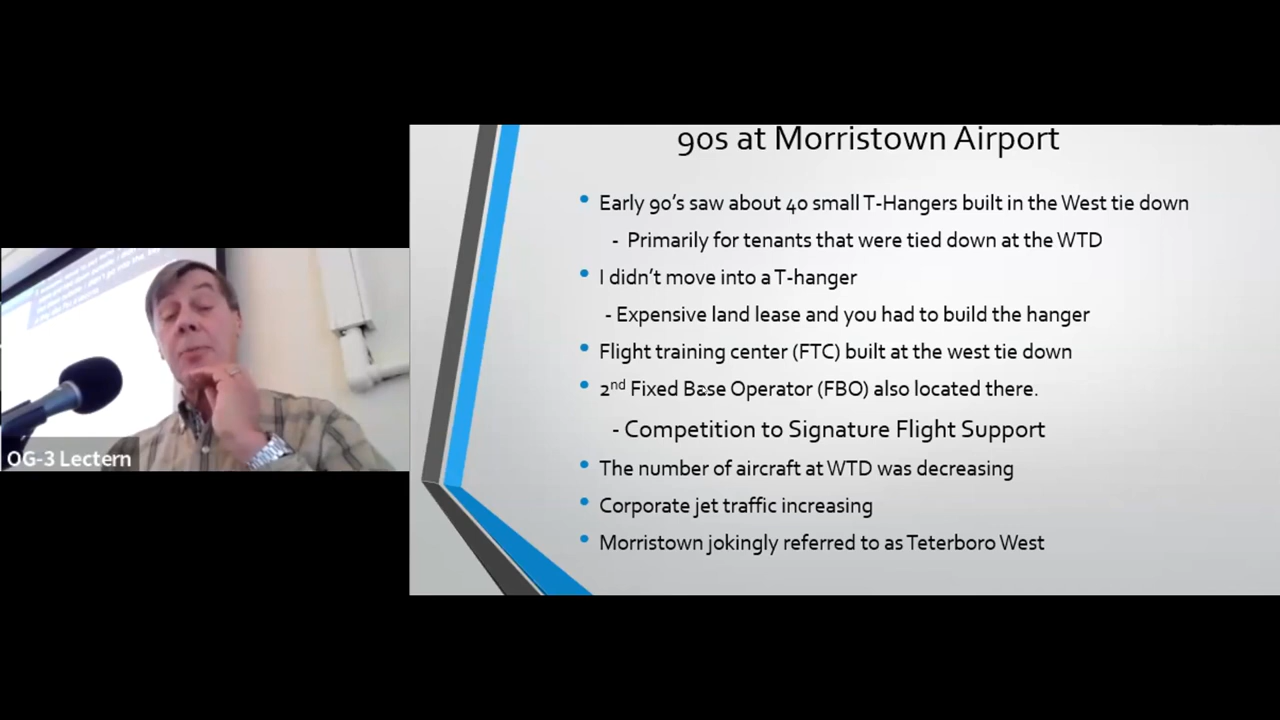 90s at Morristown Airport
Early 90's saw about 40 small T-Hangers built in the West tie down
- Primarily for tenants that were tied down at the WTD
I didn't move into a T-hanger
- Expensive land lease and you had to build the hanger
Flight training center (FTC) built at the west tie down
2nd Fixed Base Operator (FBO) also located there.
- Competition to Signature Flight Support
The number of aircraft at WTD was decreasing
Corporate jet traffic increasing
Morristown jokingly referred to as Teterboro West
OG-3 Lectern